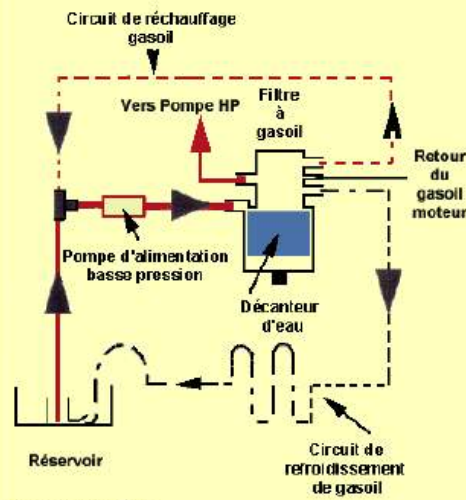 Circuit de réchauffage
gasoil
Vers Pompe HP
Filtre
à
gasoil
Retour
du
gasoil
moteur
Pompe d'alimentation
basse pression
Décanteur
d'eau
Réservoir
Circuit de
refroidissement
de gasoil